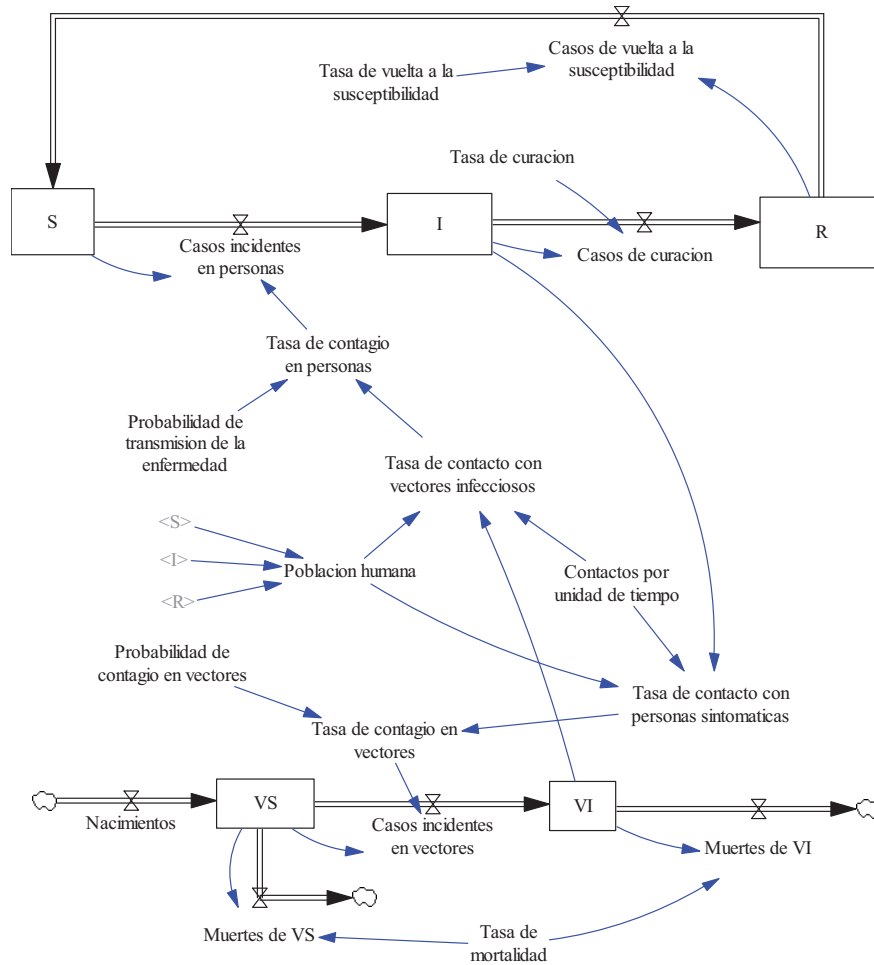 Tasa de vuelta a la
susceptibilidad
Casos de vuelta a la
susceptibilidad
Tasa de curacion
S
I
R
Casos incidentes
en personas
Casos de curacion
Tasa de contagio
en personas
Probabilidad de
transmision de la
enfermedad
Tasa de contacto con
vectores infecciosos
<S>
<I>
<R>
Poblacion humana
Contactos por
unidad de tiempo
Probabilidad de
contagio en vectores
Tasa de contacto con
personas sintomaticas
Tasa de contagio en
vectores
Nacimientos
VS
Casos incidentes
en vectores
VI
Muertes de VI
Muertes de VS
Tasa de
mortalidad